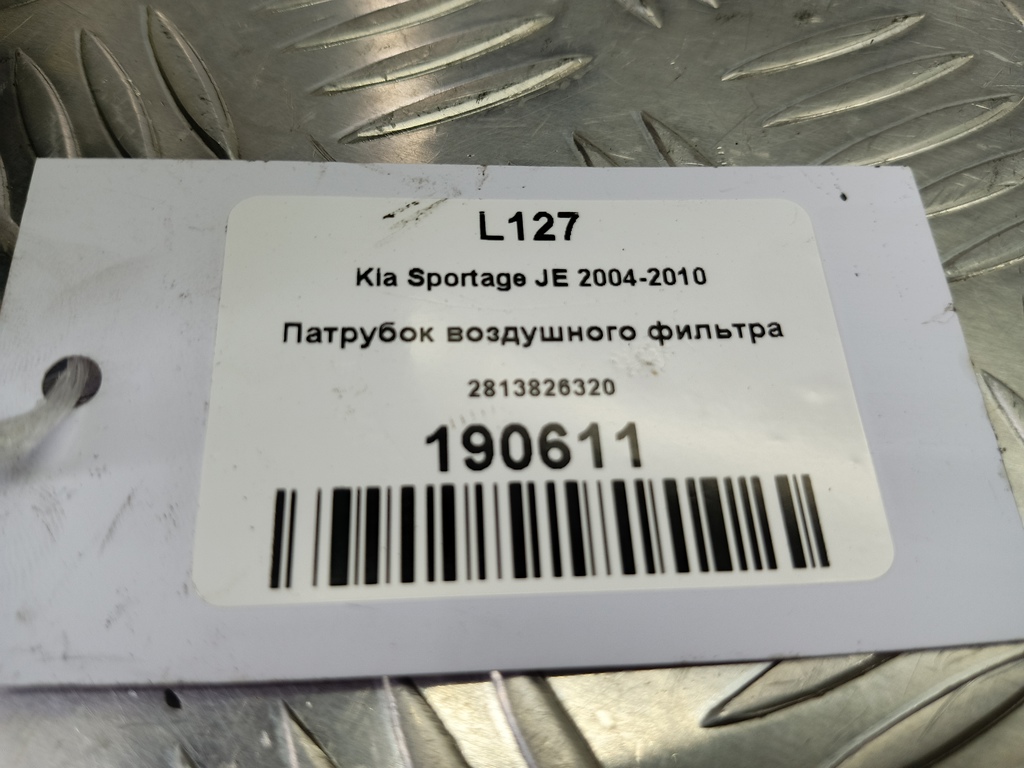 L127
Kia Sportage JE 2004-2010
Патрубок воздушного фильтра
2813826320
190611